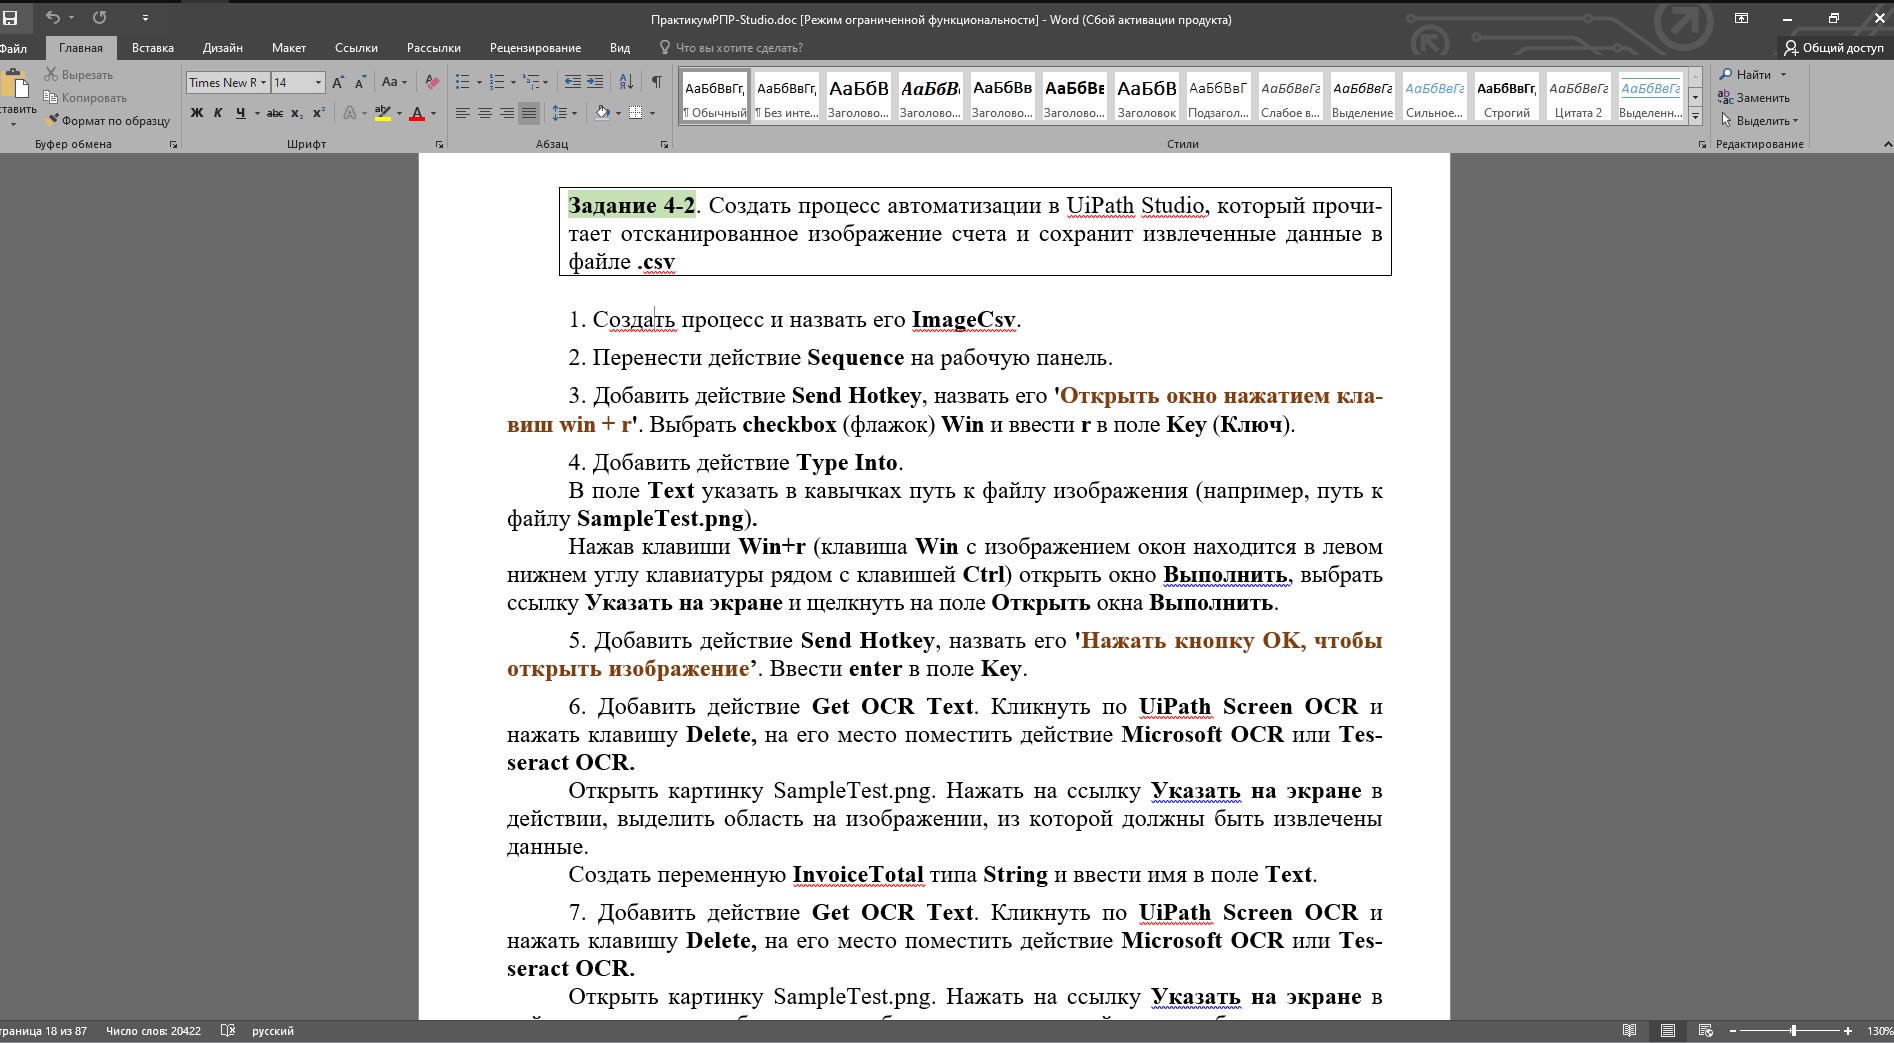 ПрактикумРПР-Studio.doc [Режим ограниченной функциональности] - Word (Сбой активации продукта)
Файл Главная Вставка Дизайн Макет Ссылки Рассылки Рецензирование Вид Что вы хотите сделать? Общий доступ
Вырезать
Копировать
Формат по образцу
Times New R 14
Aa
Ж К Ч abc x₂ x²
АаБбВвГг, АаБбВвГг, АаБбВ АаБбВ АаБбВв АаБбВв АаБбВ АаБбВвГ АаБбВвГг АаБбВвГг АаБбВвГг АаБбВвГг, АаБбВвГг АаБбВвГг
¶ Обычный ¶ Без инте... Заголово... Заголово... Заголово... Заголово... Заголовок Подзагол... Слабое в... Выделение Сильное... Строгий Цитата 2 Выделенн...
Найти
Заменить
Выделить
Буфер обмена Шрифт Абзац Стили Редактирование
Задание 4-2. Создать процесс автоматизации в UiPath Studio, который прочи-
тает отсканированное изображение счета и сохранит извлеченные данные в
файле .csv
1. Создать процесс и назвать его ImageCsv.
2. Перенести действие Sequence на рабочую панель.
3. Добавить действие Send Hotkey, назвать его 'Открыть окно нажатием кла-
виш win + r'. Выбрать checkbox (флажок) Win и ввести r в поле Key (Ключ).
4. Добавить действие Type Into.
В поле Text указать в кавычках путь к файлу изображения (например, путь к
файлу SampleTest.png).
Нажав клавиши Win+r (клавиша Win с изображением окон находится в левом
нижнем углу клавиатуры рядом с клавишей Ctrl) открыть окно Выполнить, выбрать
ссылку Указать на экране и щелкнуть на поле Открыть окна Выполнить.
5. Добавить действие Send Hotkey, назвать его 'Нажать кнопку OK, чтобы
открыть изображение’. Ввести enter в поле Key.
6. Добавить действие Get OCR Text. Кликнуть по UiPath Screen OCR и
нажать клавишу Delete, на его место поместить действие Microsoft OCR или Tes-
seract OCR.
Открыть картинку SampleTest.png. Нажать на ссылку Указать на экране в
действии, выделить область на изображении, из которой должны быть извлечены
данные.
Создать переменную InvoiceTotal типа String и ввести имя в поле Text.
7. Добавить действие Get OCR Text. Кликнуть по UiPath Screen OCR и
нажать клавишу Delete, на его место поместить действие Microsoft OCR или Tes-
seract OCR.
Открыть картинку SampleTest.png. Нажать на ссылку Указать на экране в
траница 18 из 87 Число слов: 20422 русский 130%